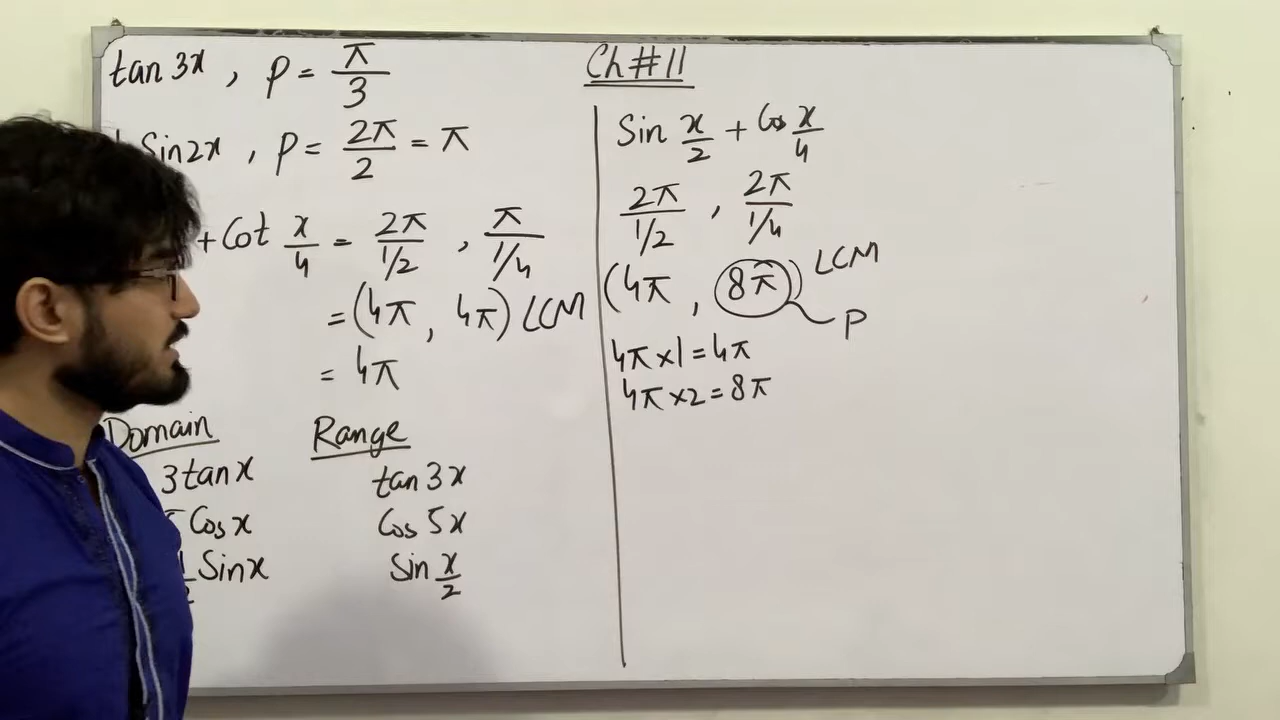 tan 3x , P = π/3
Sin2x , P = 2π/2 = π
+ Cot x/4 = 2π/1/2 , π/1/4
= (4π , 4π) LCM
= 4π
Domain Range
3tanx tan 3x
Cosx Cos 5x
Sinx Sin x/2
Ch#11
Sin x/2 + Cos x/4
2π/1/2 , 2π/1/4
(4π , 8π) LCM
P
4π×1=4π
4π×2=8π